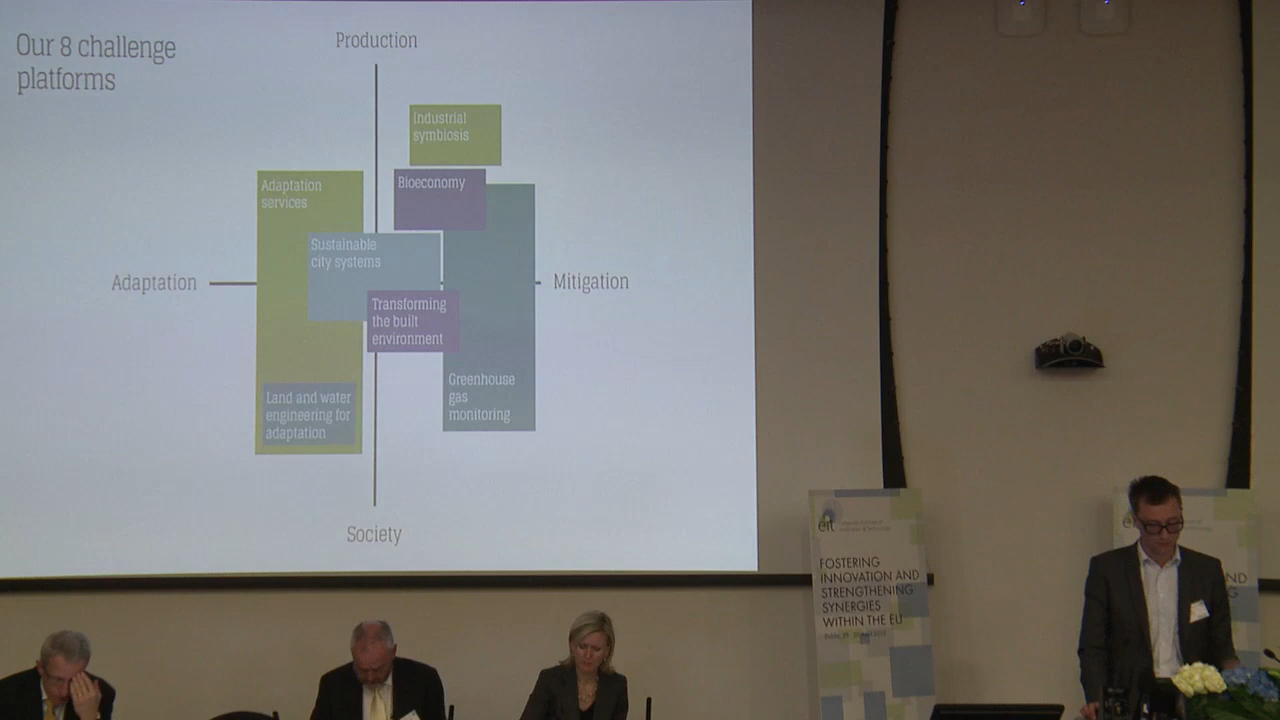 Our 8 challenge
platforms
Production
Industrial
symbiosis
Adaptation
services
Bioeconomy
Sustainable
city systems
Adaptation
Mitigation
Transforming
the built
environment
Greenhouse
gas
monitoring
Land and water
engineering for
adaptation
Society
eit
FOSTERING
INNOVATION AND
STRENGTHENING
SYNERGIES
WITHIN THE EU